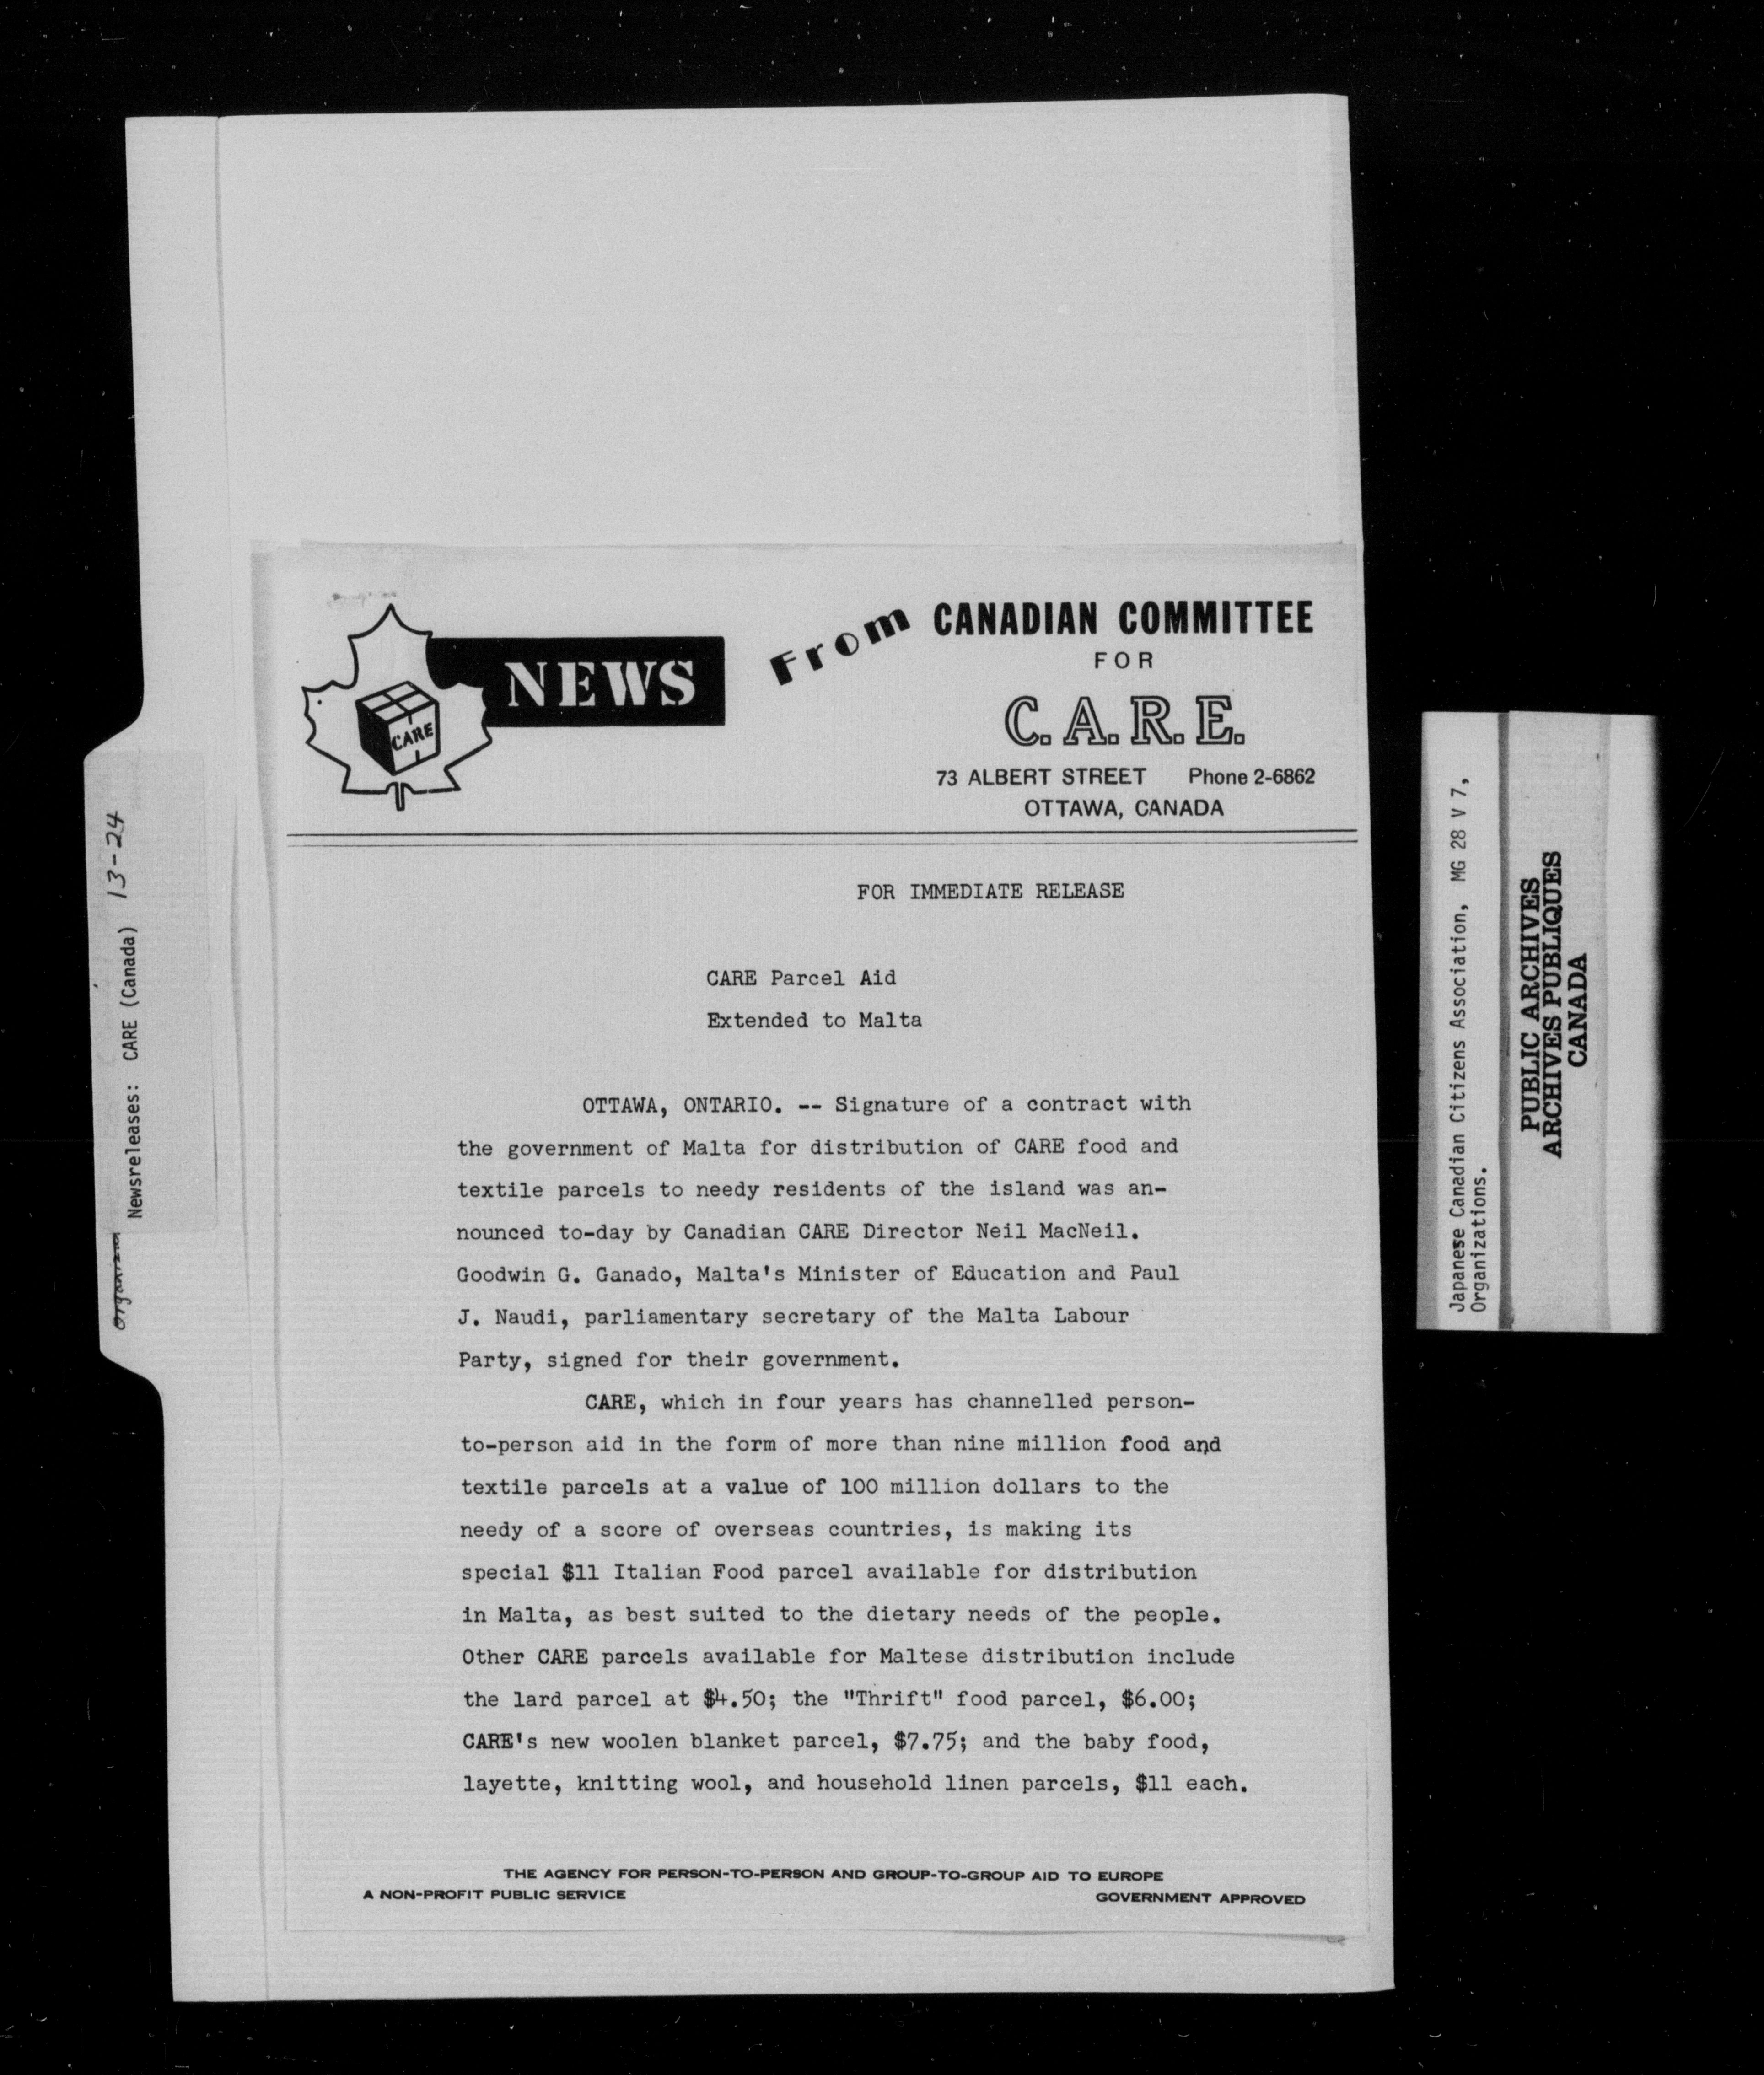 NEWS
From CANADIAN COMMITTEE
FOR
C.A.R.E.
CARE
73 ALBERT STREET Phone 2-6862
OTTAWA, CANADA
FOR IMMEDIATE RELEASE
CARE Parcel Aid
Extended to Malta
OTTAWA, ONTARIO. -- Signature of a contract with
the government of Malta for distribution of CARE food and
textile parcels to needy residents of the island was an-
nounced to-day by Canadian CARE Director Neil MacNeil.
Goodwin G. Ganado, Malta's Minister of Education and Paul
J. Naudi, parliamentary secretary of the Malta Labour
Party, signed for their government.
CARE, which in four years has channelled person-
to-person aid in the form of more than nine million food and
textile parcels at a value of 100 million dollars to the
needy of a score of overseas countries, is making its
special $11 Italian Food parcel available for distribution
in Malta, as best suited to the dietary needs of the people.
Other CARE parcels available for Maltese distribution include
the lard parcel at $4.50; the "Thrift" food parcel, $6.00;
CARE's new woolen blanket parcel, $7.75; and the baby food,
layette, knitting wool, and household linen parcels, $11 each.
THE AGENCY FOR PERSON-TO-PERSON AND GROUP-TO-GROUP AID TO EUROPE
A NON-PROFIT PUBLIC SERVICE GOVERNMENT APPROVED
Newsreleases: CARE (Canada) 13-24
Japanese Canadian Citizens Association, MG 28 V 7,
Organizations.
PUBLIC ARCHIVES
ARCHIVES PUBLIQUES
CANADA